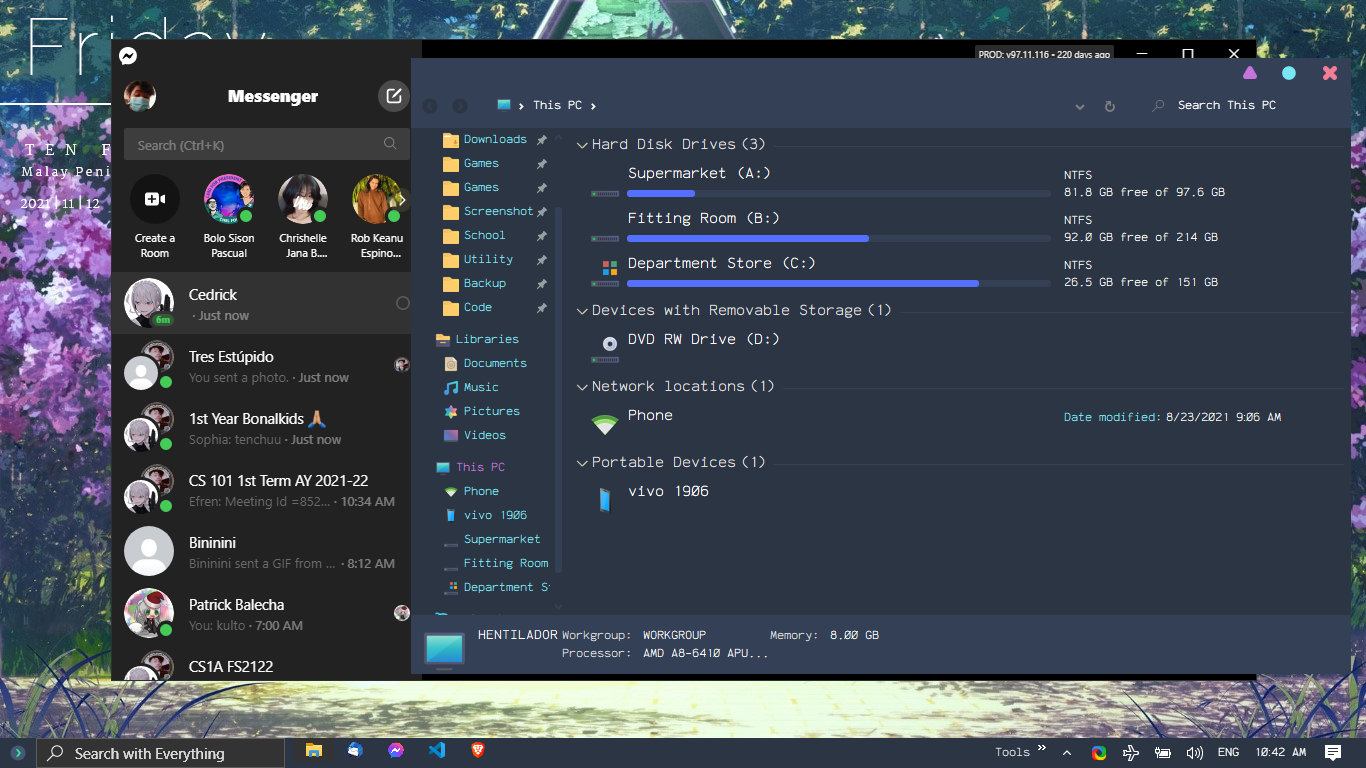 Friday
PROD: v97.11.116 - 220 days ago
TEN F
Malay Peni
2021|11|12
Messenger
Search (Ctrl+K)
Create a Room
Bolo Sison Pascual
Chrishelle Jana B....
Rob Keanu Espino...
Cedrick
· Just now
6m
Tres Estúpido
You sent a photo. · Just now
1st Year Bonalkids 🙏🏽
Sophia: tenchuu · Just now
CS 101 1st Term AY 2021-22
Efren: Meeting Id =852... · 10:34 AM
Bininini
Bininini sent a GIF from ... · 8:12 AM
Patrick Balecha
You: kulto · 7:00 AM
CS1A FS2122
This PC
Search This PC
Downloads
Games
Games
Screenshot
School
Utility
Backup
Code
Libraries
Documents
Music
Pictures
Videos
This PC
Phone
vivo 1906
Supermarket
Fitting Room
Department S
Hard Disk Drives (3)
Supermarket (A:)
NTFS
81.8 GB free of 97.6 GB
Fitting Room (B:)
NTFS
92.0 GB free of 214 GB
Department Store (C:)
NTFS
26.5 GB free of 151 GB
Devices with Removable Storage (1)
DVD RW Drive (D:)
Network locations (1)
Phone
Date modified: 8/23/2021 9:06 AM
Portable Devices (1)
vivo 1906
HENTILADOR Workgroup: WORKGROUP Memory: 8.00 GB
Processor: AMD A8-6410 APU...
Search with Everything
Tools
ENG
10:42 AM